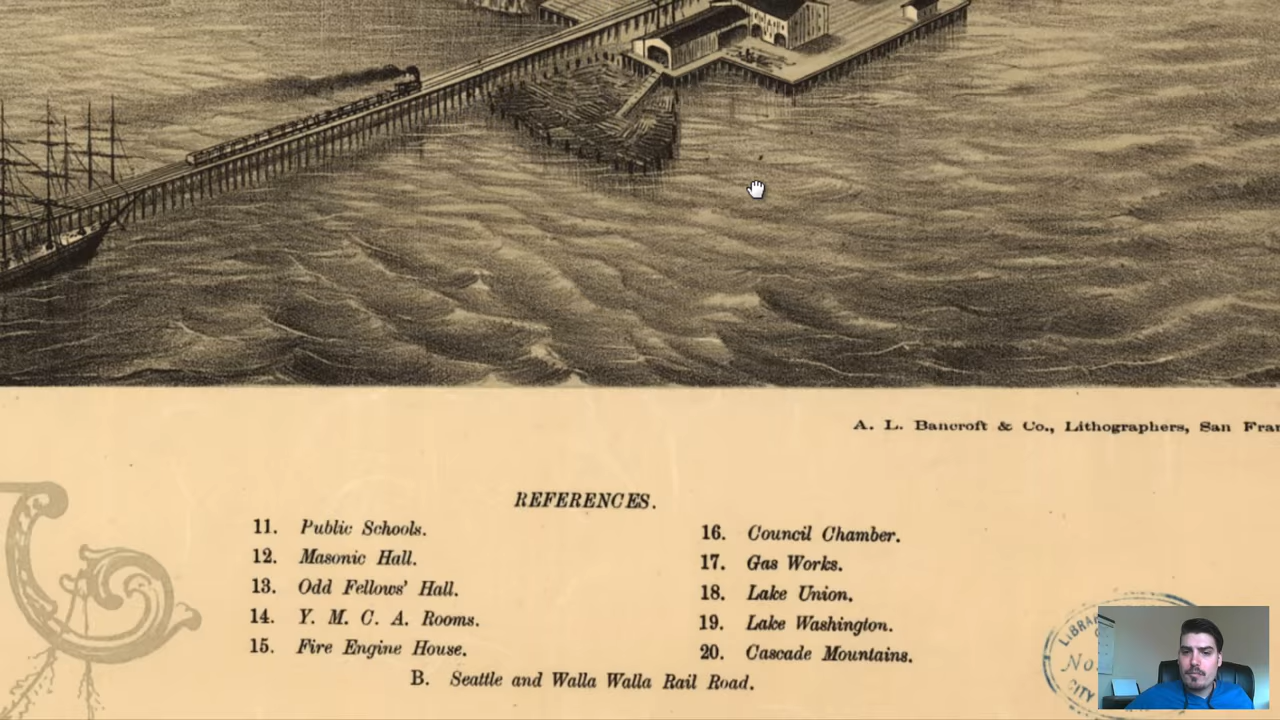 A. L. Bancroft & Co., Lithographers, San
REFERENCES.
11. Public Schools.
12. Masonic Hall.
13. Odd Fellows' Hall.
14. Y. M. C. A. Rooms.
15. Fire Engine House.
16. Council Chamber.
17. Gas Works.
18. Lake Union.
19. Lake Washington.
20. Cascade Mountains.
B. Seattle and Walla Walla Rail Road.
No.
CITY